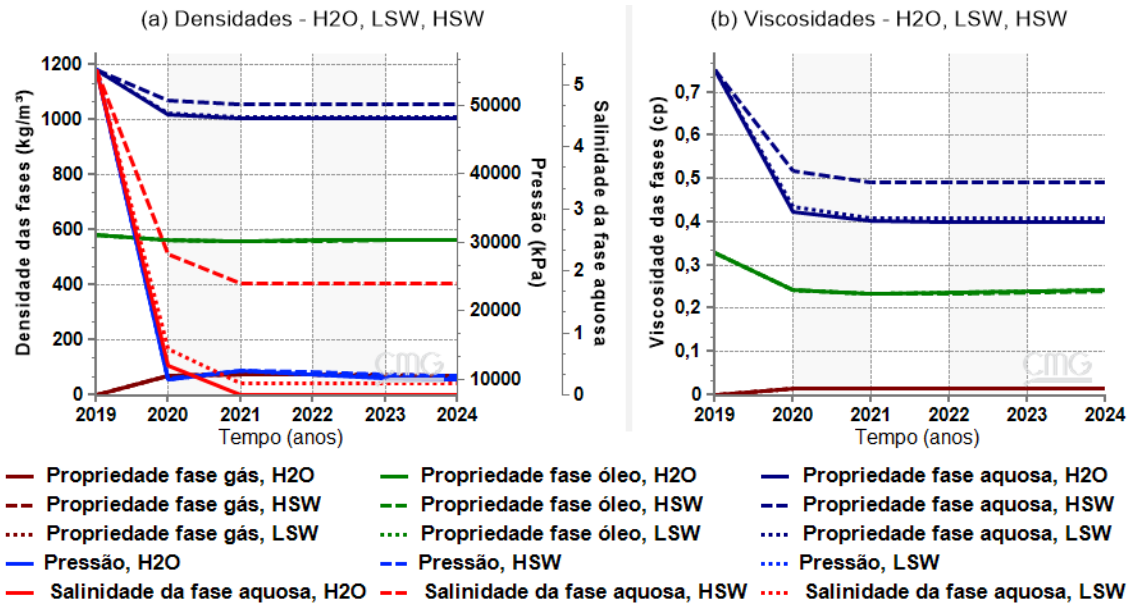 (a) Densidades - H2O, LSW, HSW
Densidade das fases (kg/m³)
1200
1000
800
600
400
200
0
Pressão (kPa)
50000
40000
30000
20000
10000
Salinidade da fase aquosa
5
4
3
2
1
0
CMG
2019 2020 2021 2022 2023 2024
Tempo (anos)
(b) Viscosidades - H2O, LSW, HSW
Viscosidade das fases (cp)
0,7
0,6
0,5
0,4
0,3
0,2
0,1
0
CMG
2019 2020 2021 2022 2023 2024
Tempo (anos)
Propriedade fase gás, H2O Propriedade fase óleo, H2O Propriedade fase aquosa, H2O
Propriedade fase gás, HSW Propriedade fase óleo, HSW Propriedade fase aquosa, HSW
Propriedade fase gás, LSW Propriedade fase óleo, LSW Propriedade fase aquosa, LSW
Pressão, H2O Pressão, HSW Pressão, LSW
Salinidade da fase aquosa, H2O Salinidade da fase aquosa, HSW Salinidade da fase aquosa, LSW